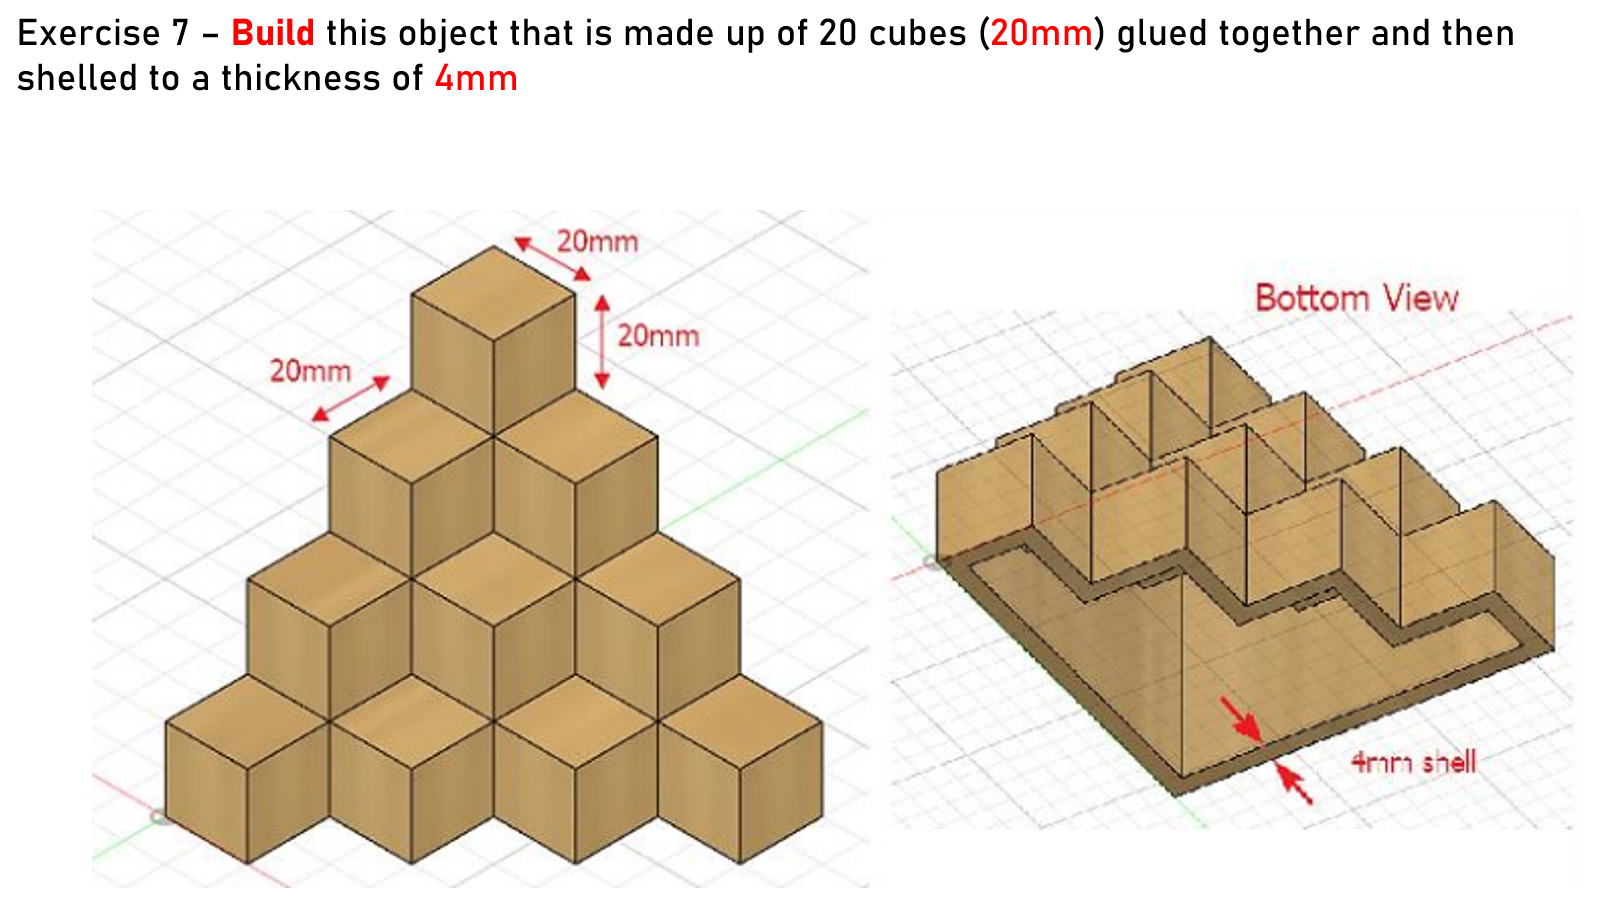 Exercise 7 – Build this object that is made up of 20 cubes (20mm) glued together and then
shelled to a thickness of 4mm
20mm
20mm
20mm
Bottom View
4mm shell